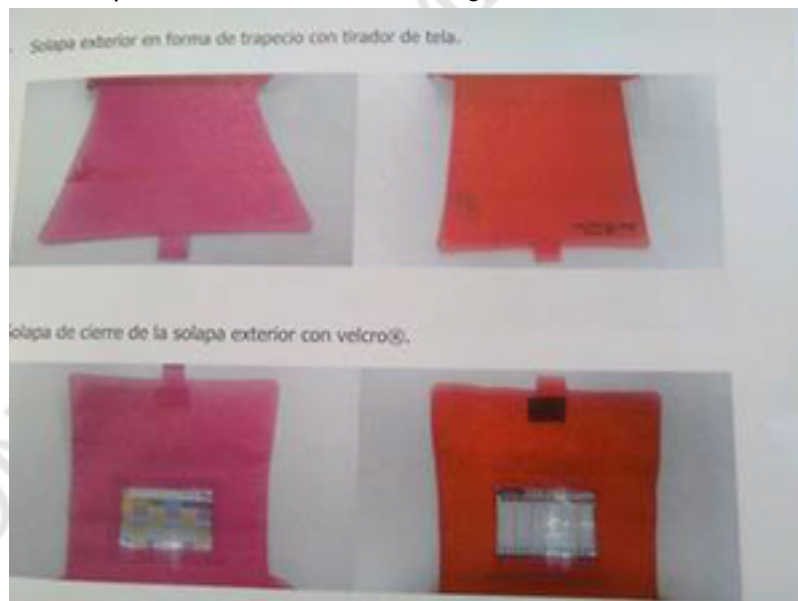 Solapa exterior en forma de trapecio con tirador de tela.
olapa de cierre de la solapa exterior con velcro®.